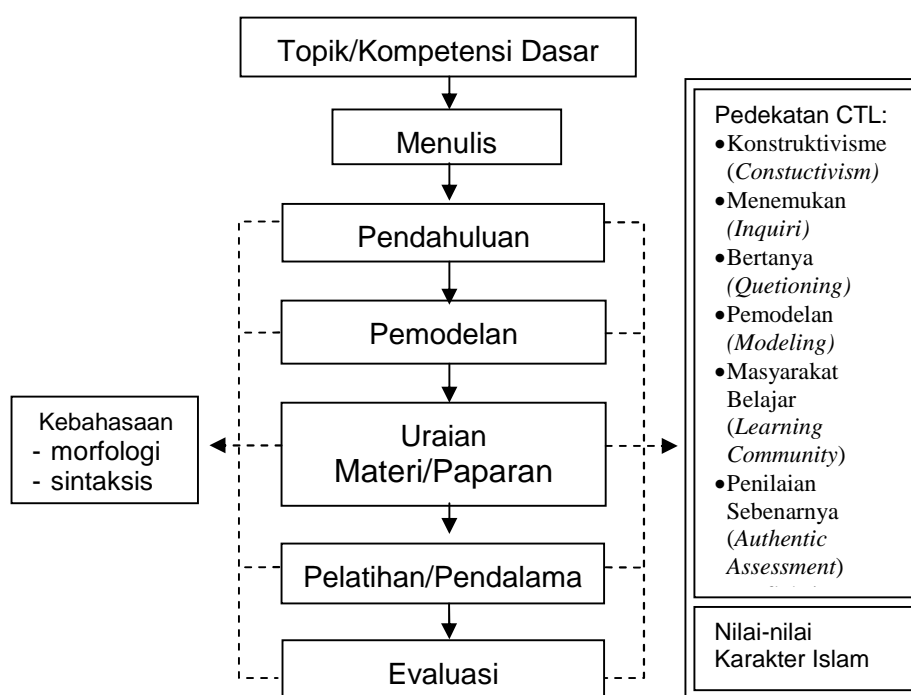 Topik/Kompetensi Dasar
Menulis
Pendahuluan
Pemodelan
Uraian
Materi/Paparan
Pelatihan/Pendalama
Evaluasi
Kebahasaan
- morfologi
- sintaksis
Pedekatan CTL:
•Konstruktivisme
(Constuctivism)
•Menemukan
(Inquiri)
•Bertanya
(Quetioning)
•Pemodelan
(Modeling)
•Masyarakat
Belajar
(Learning
Community)
•Penilaian
Sebenarnya
(Authentic
Assessment)
Nilai-nilai
Karakter Islam